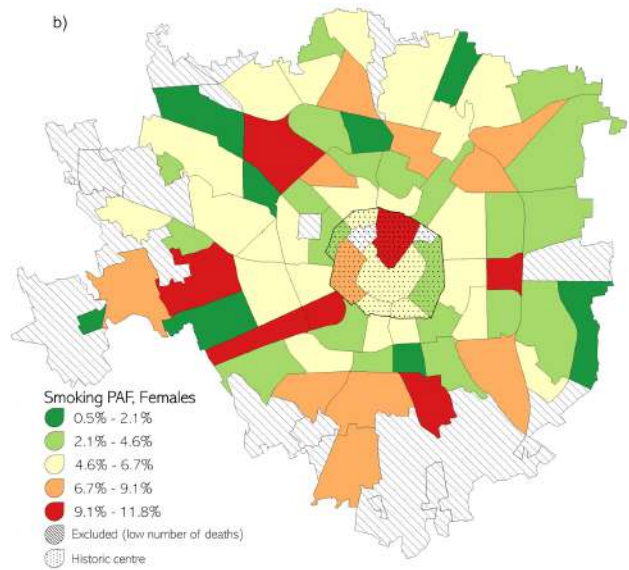 b)
Smoking PAF, Females
0.5% - 2.1%
2.1% - 4.6%
4.6% - 6.7%
6.7% - 9.1%
9.1% - 11.8%
Excluded (low number of deaths)
Historic centre